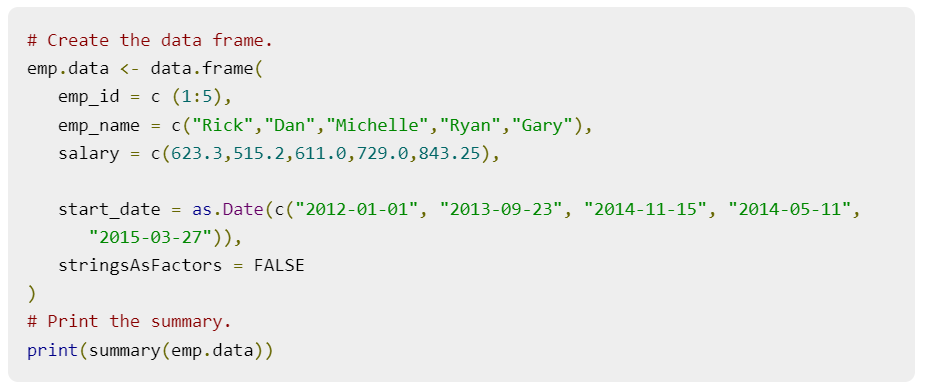 # Create the data frame.
emp.data <- data.frame(
   emp_id = c (1:5),
   emp_name = c("Rick","Dan","Michelle","Ryan","Gary"),
   salary = c(623.3,515.2,611.0,729.0,843.25),
   start_date = as.Date(c("2012-01-01", "2013-09-23", "2014-11-15", "2014-05-11",
      "2015-03-27")),
   stringsAsFactors = FALSE
)
# Print the summary.
print(summary(emp.data))